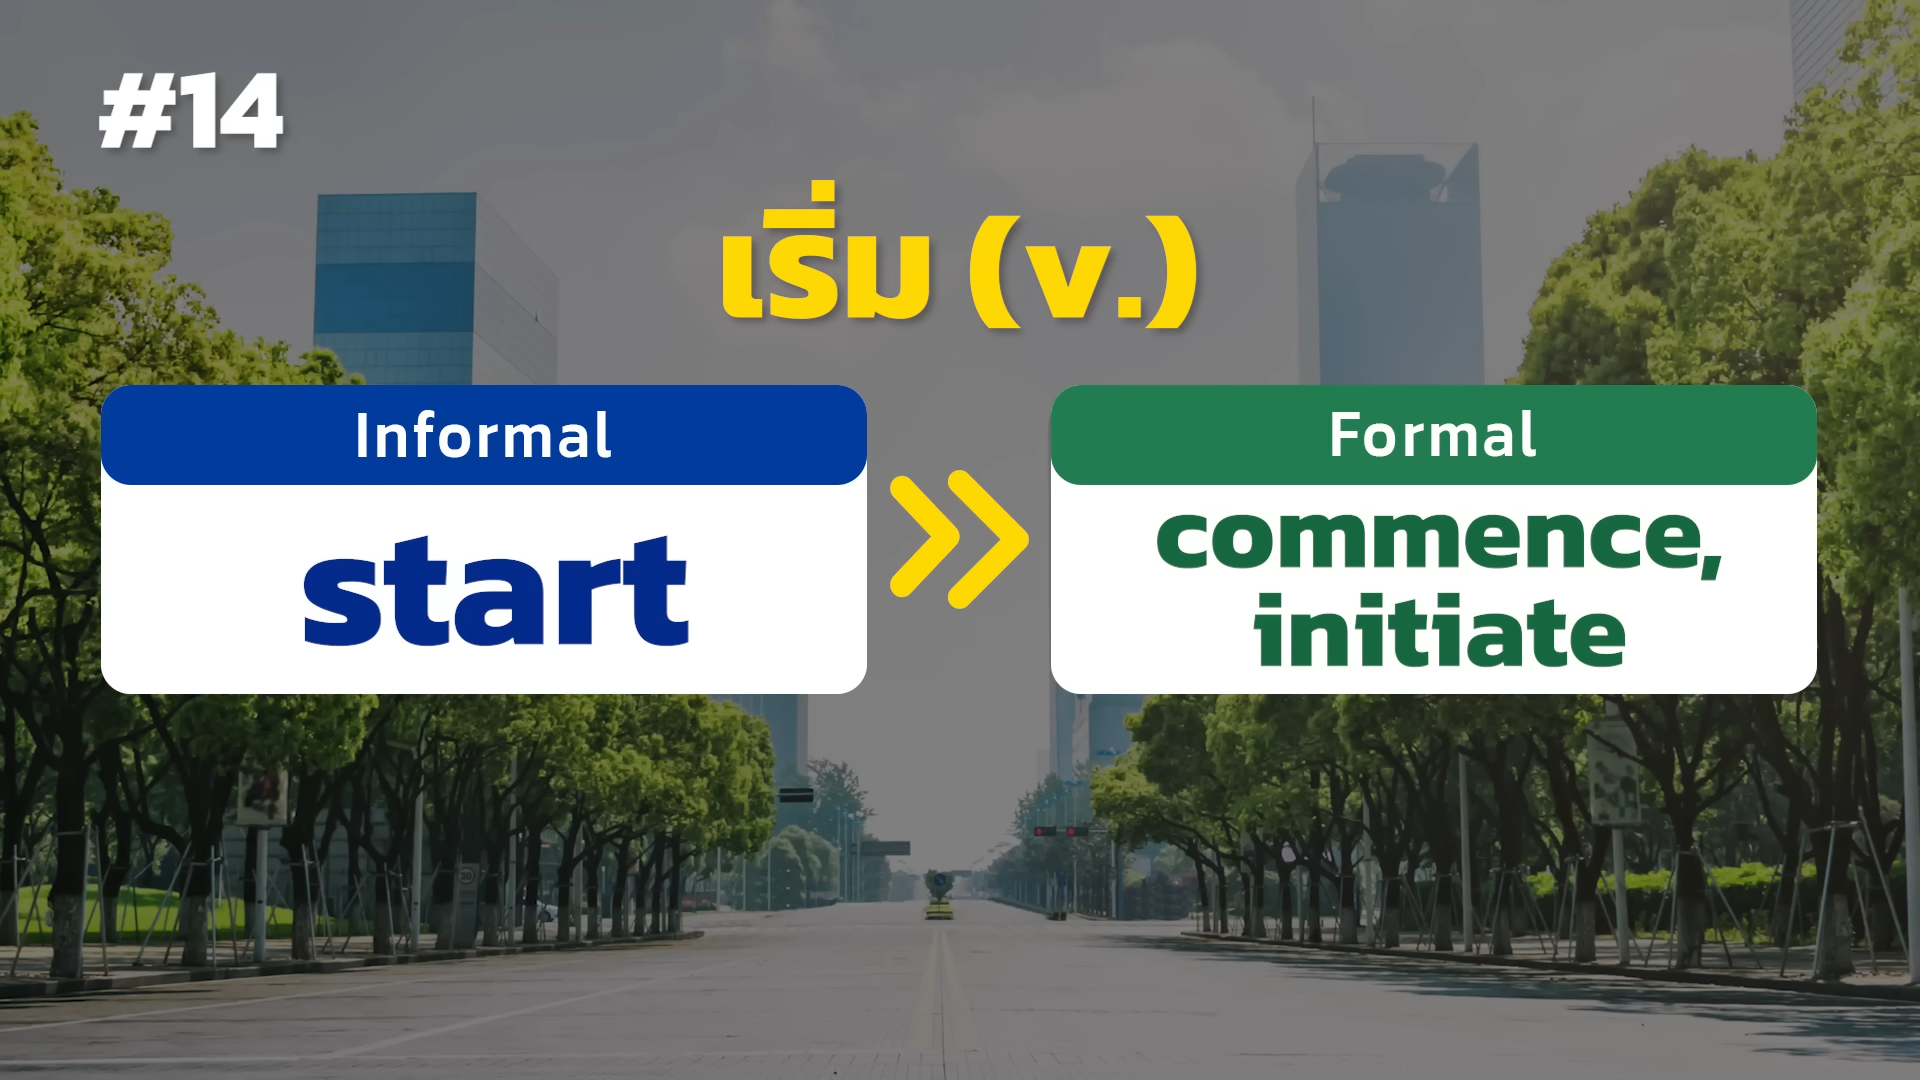 #14
เริ่ม (v.)
Informal
start
Formal
commence,
initiate